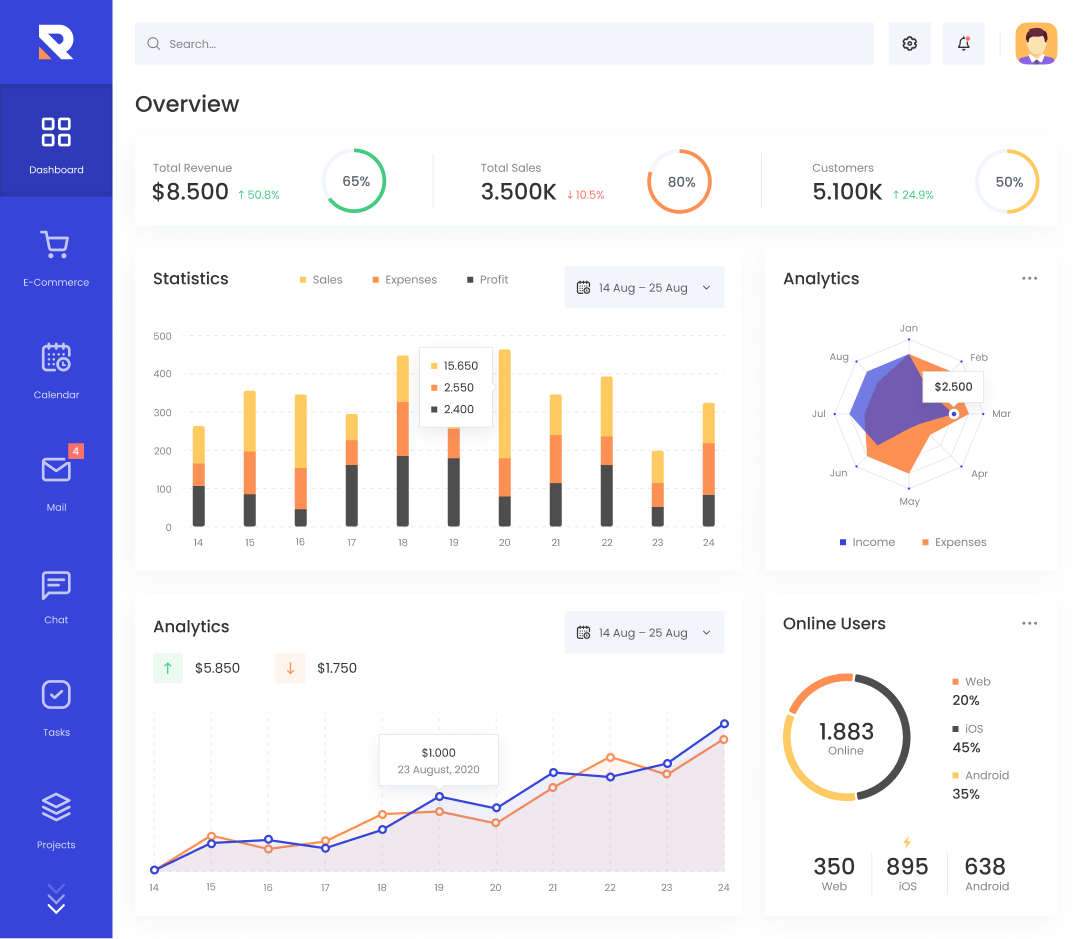 Search...
Dashboard
E-Commerce
Calendar
4
Mail
Chat
Tasks
Projects
Overview
Total Revenue
$8.500 ↑ 50.8%
65%
Total Sales
3.500K ↓ 10.5%
80%
Customers
5.100K ↑ 24.9%
50%
Statistics
Sales Expenses Profit
14 Aug – 25 Aug
500
400
300
200
100
0
15.650
2.550
2.400
14 15 16 17 18 19 20 21 22 23 24
Analytics
Jan
Feb
Mar
Apr
May
Jun
Jul
Aug
$2.500
Income Expenses
Analytics
14 Aug – 25 Aug
↑ $5.850 ↓ $1.750
$1.000
23 August, 2020
14 15 16 17 18 19 20 21 22 23 24
Online Users
1.883
Online
Web
20%
iOS
45%
Android
35%
350 895 638
Web iOS Android